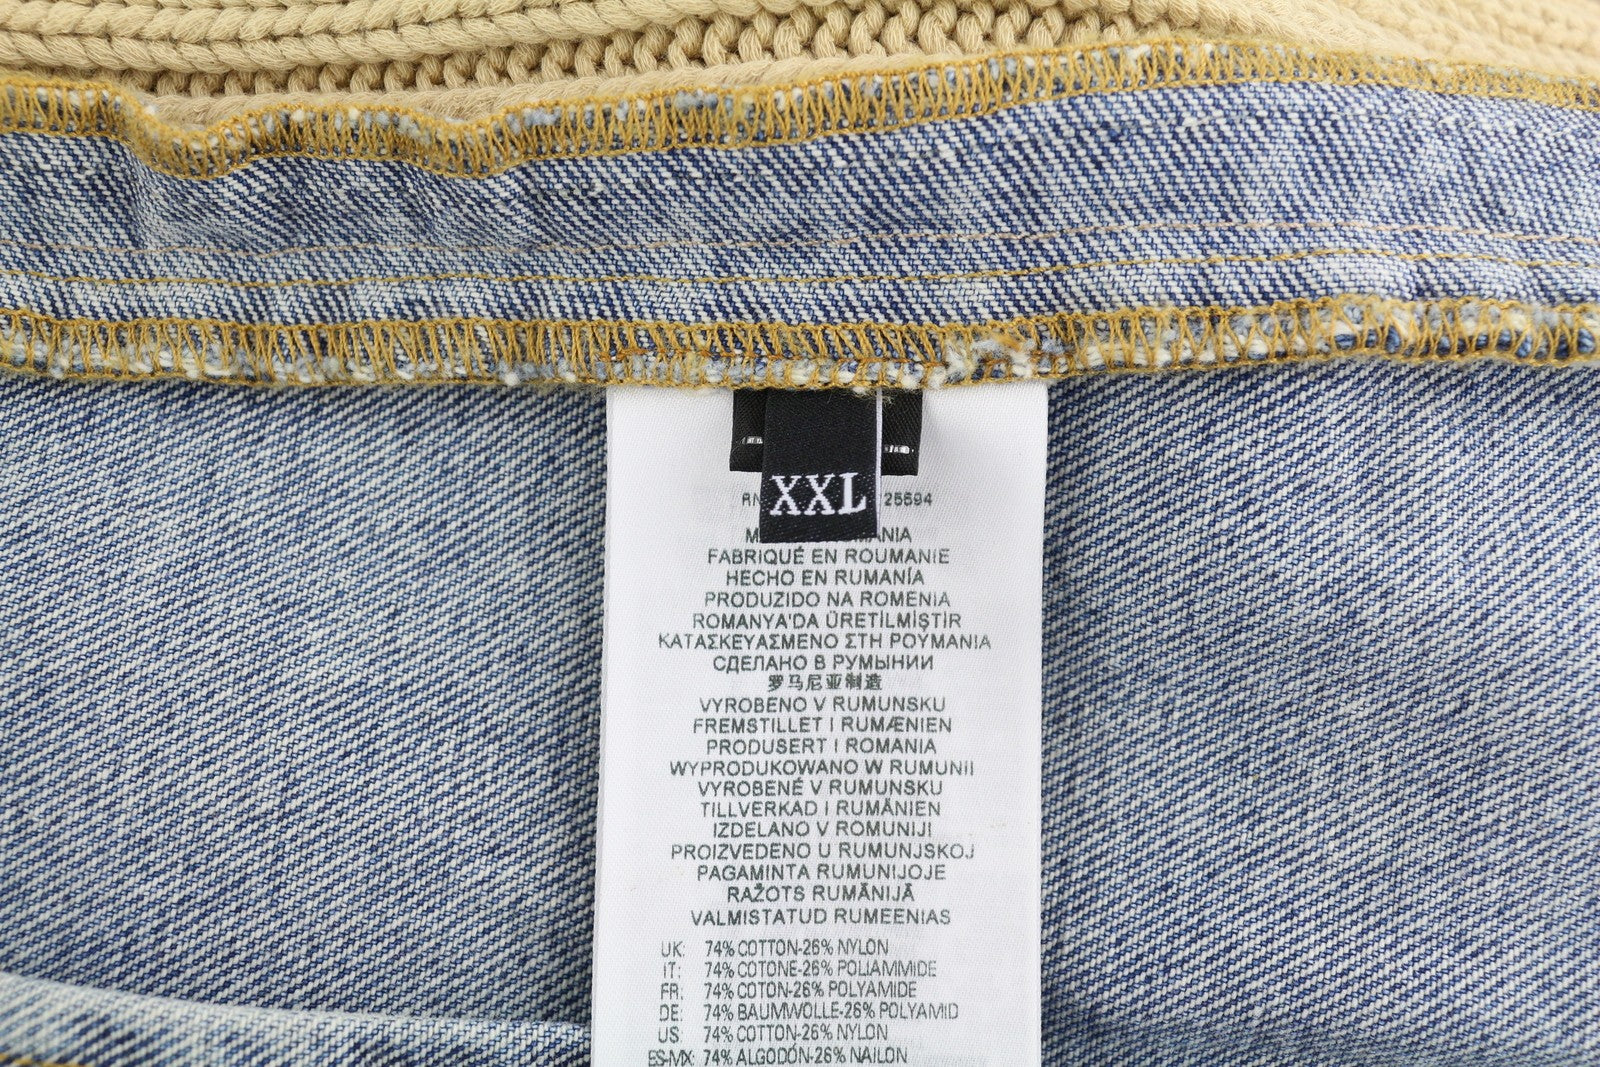 XXL
25694
FABRIQUÉ EN ROUMANIE
HECHO EN RUMANÍA
PRODUZIDO NA ROMENIA
ROMANYA'DA ÜRETİLMİŞTİR
ΚΑΤΑΣΚΕΥΑΣΜΕΝΟ ΣΤΗ ΡΟΥΜΑΝΙΑ
СДЕЛАНО В РУМЫНИИ
罗马尼亚制造
VYROBENO V RUMUNSKU
FREMSTILLET I RUMÆNIEN
PRODUSERT I ROMANIA
WYPRODUKOWANO W RUMUNII
VYROBENÉ V RUMUNSKU
TILLVERKAD I RUMÄNIEN
IZDELANO V ROMUNIJI
PROIZVEDENO U RUMUNJSKOJ
PAGAMINTA RUMUNIJOJE
RAŽOTS RUMĀNIJĀ
VALMISTATUD RUMEENIAS
UK: 74% COTTON-26% NYLON
IT: 74% COTONE-26% POLIAMMIDE
FR: 74% COTON-26% POLYAMIDE
DE: 74% BAUMWOLLE-26% POLYAMID
US: 74% COTTON-26% NYLON
ES-MX: 74% ALGODÓN-26% NAILON